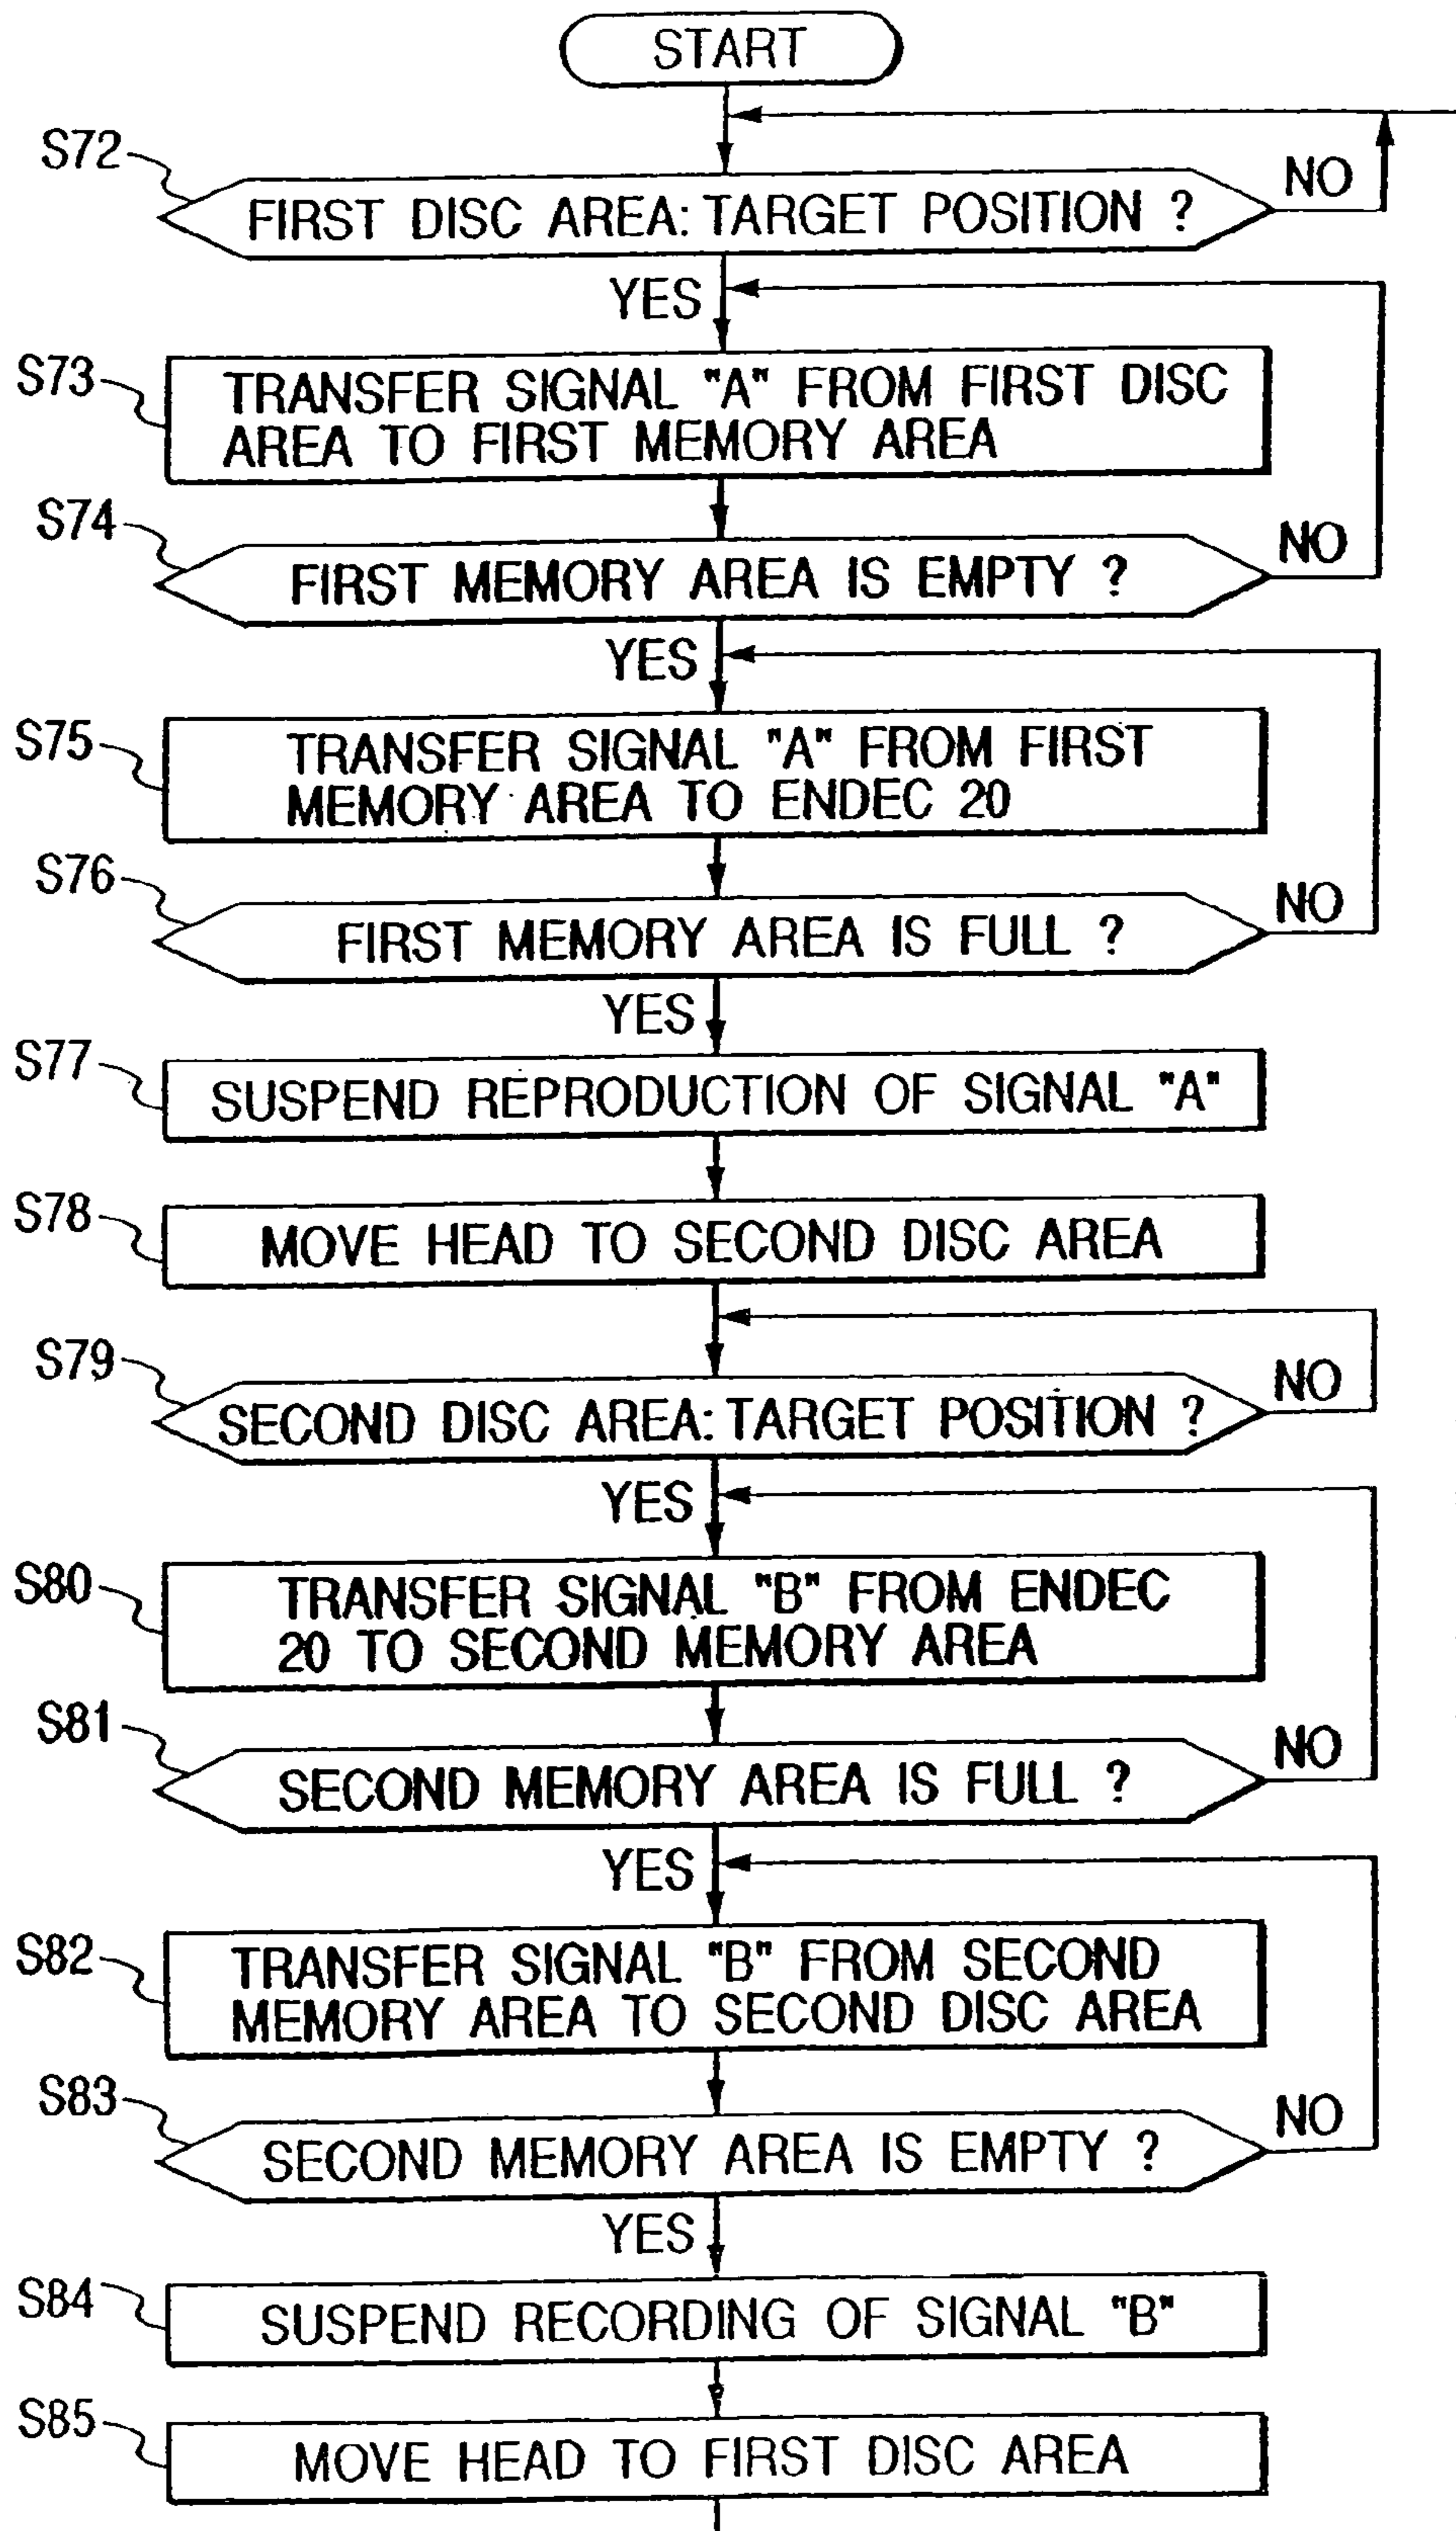 START
S72
FIRST DISC AREA: TARGET POSITION ?
NO
YES
S73
TRANSFER SIGNAL "A" FROM FIRST DISC
AREA TO FIRST MEMORY AREA
S74
FIRST MEMORY AREA IS EMPTY ?
NO
YES
S75
TRANSFER SIGNAL "A" FROM FIRST
MEMORY AREA TO ENDEC 20
S76
FIRST MEMORY AREA IS FULL ?
NO
YES
S77
SUSPEND REPRODUCTION OF SIGNAL "A"
S78
MOVE HEAD TO SECOND DISC AREA
S79
SECOND DISC AREA: TARGET POSITION ?
NO
YES
S80
TRANSFER SIGNAL "B" FROM ENDEC
20 TO SECOND MEMORY AREA
S81
SECOND MEMORY AREA IS FULL ?
NO
YES
S82
TRANSFER SIGNAL "B" FROM SECOND
MEMORY AREA TO SECOND DISC AREA
S83
SECOND MEMORY AREA IS EMPTY ?
NO
YES
S84
SUSPEND RECORDING OF SIGNAL "B"
S85
MOVE HEAD TO FIRST DISC AREA